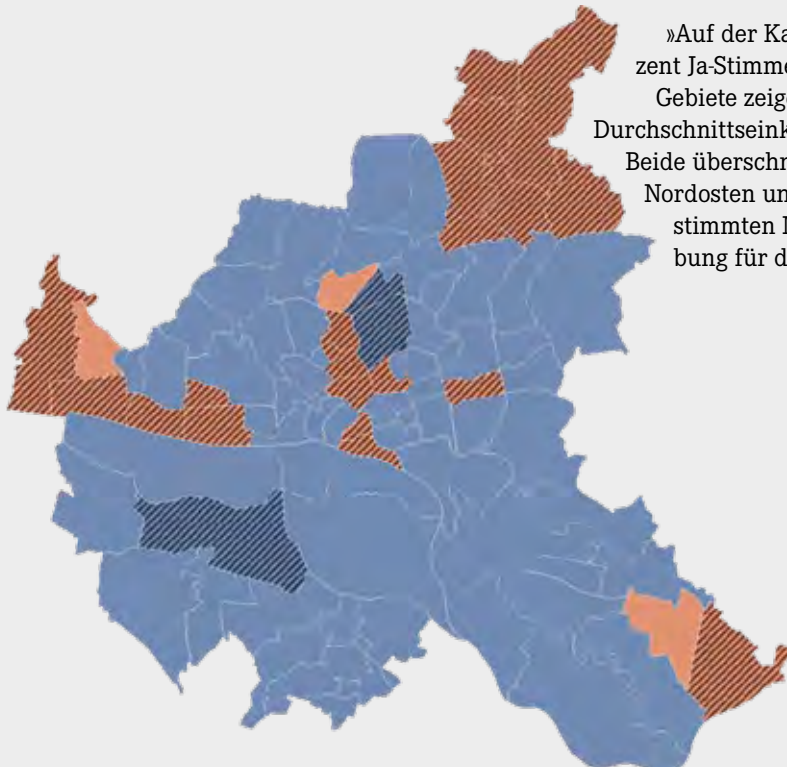 »Auf der Ka
zent Ja-Stimme
Gebiete zeig
Durchschnittseink
Beide überschn
Nordosten un
stimmten
bung für d